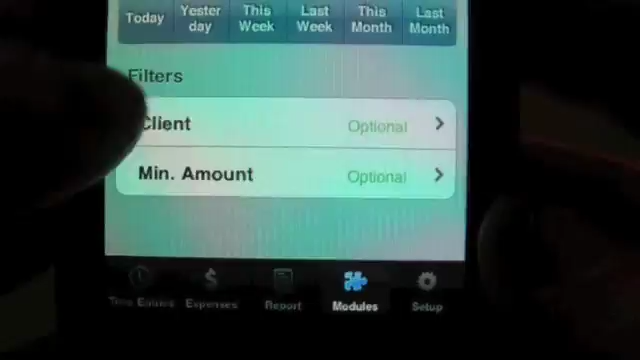 Today Yester day This Week Last Week This Month Last Month
Filters
Client Optional
Min. Amount Optional
Time Entries Expenses Report Modules Setup